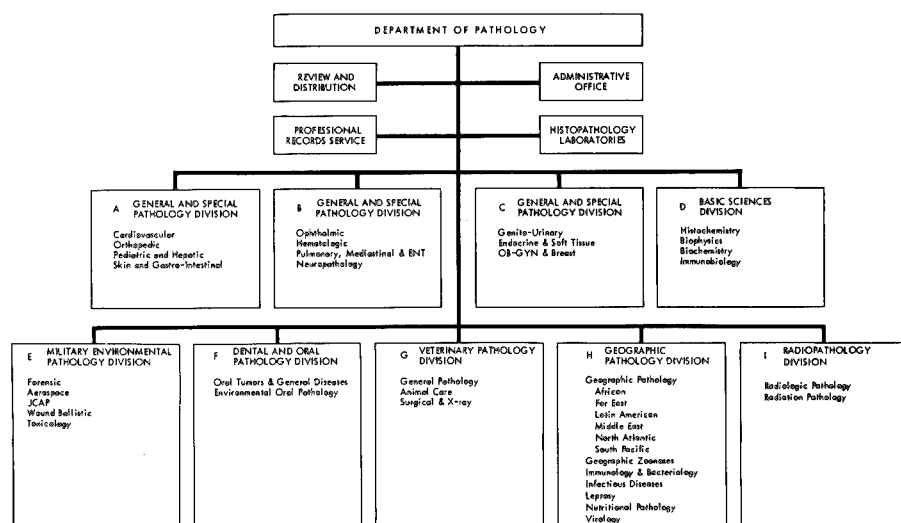 DEPARTMENT OF PATHOLOGY
REVIEW AND
DISTRIBUTION
ADMINISTRATIVE
OFFICE
PROFESSIONAL
RECORDS SERVICE
HISTOPATHOLOGY
LABORATORIES
A GENERAL AND SPECIAL
PATHOLOGY DIVISION
Cardiovascular
Orthopedic
Pediatric and Hepatic
Skin and Gastro-Intestinal
B GENERAL AND SPECIAL
PATHOLOGY DIVISION
Ophthalmic
Hematologic
Pulmonary, Mediastinal & ENT
Neuropathology
C GENERAL AND SPECIAL
PATHOLOGY DIVISION
Genito-Urinary
Endocrine & Soft Tissue
OB-GYN & Breast
D BASIC SCIENCES
DIVISION
Histochemistry
Biophysics
Biochemistry
Immunobiology
E MILITARY ENVIRONMENTAL
PATHOLOGY DIVISION
Forensic
Aerospace
JCAP
Wound Ballistic
Toxicology
F DENTAL AND ORAL
PATHOLOGY DIVISION
Oral Tumors & General Diseases
Environmental Oral Pathology
G VETERINARY PATHOLOGY
DIVISION
General Pathology
Animal Care
Surgical & X-ray
H GEOGRAPHIC
PATHOLOGY DIVISION
Geographic Pathology
African
Far East
Latin American
Middle East
North Atlantic
South Pacific
Geographic Zoonoses
Immunology & Bacteriology
Infectious Diseases
Leprosy
Nutritional Pathology
Virology
I RADIOPATHOLOGY
DIVISION
Radiologic Pathology
Radiation Pathology